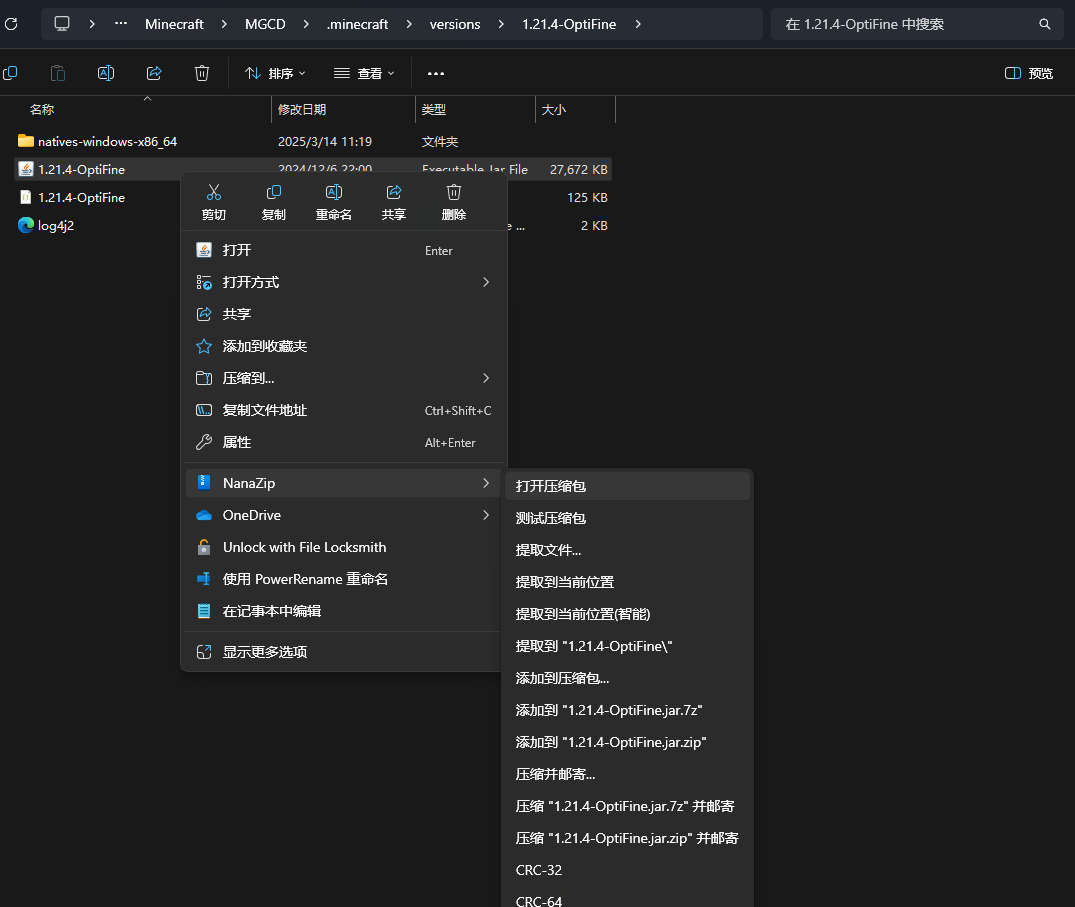 Minecraft > MGCD > .minecraft > versions > 1.21.4-OptiFine >
在 1.21.4-OptiFine 中搜索
排序 查看 预览
名称 修改日期 类型 大小
natives-windows-x86_64 2025/3/14 11:19 文件夹
1.21.4-OptiFine 2024/12/6 22:00 Executable Jar File 27,672 KB
1.21.4-OptiFine 125 KB
log4j2 e ... 2 KB
剪切 复制 重命名 共享 删除
打开 Enter
打开方式
共享
添加到收藏夹
压缩到...
复制文件地址 Ctrl+Shift+C
属性 Alt+Enter
NanaZip
OneDrive
Unlock with File Locksmith
使用 PowerRename 重命名
在记事本中编辑
显示更多选项
打开压缩包
测试压缩包
提取文件...
提取到当前位置
提取到当前位置(智能)
提取到 "1.21.4-OptiFine\"
添加到压缩包...
添加到 "1.21.4-OptiFine.jar.7z"
添加到 "1.21.4-OptiFine.jar.zip"
压缩并邮寄...
压缩 "1.21.4-OptiFine.jar.7z" 并邮寄
压缩 "1.21.4-OptiFine.jar.zip" 并邮寄
CRC-32
CRC-64